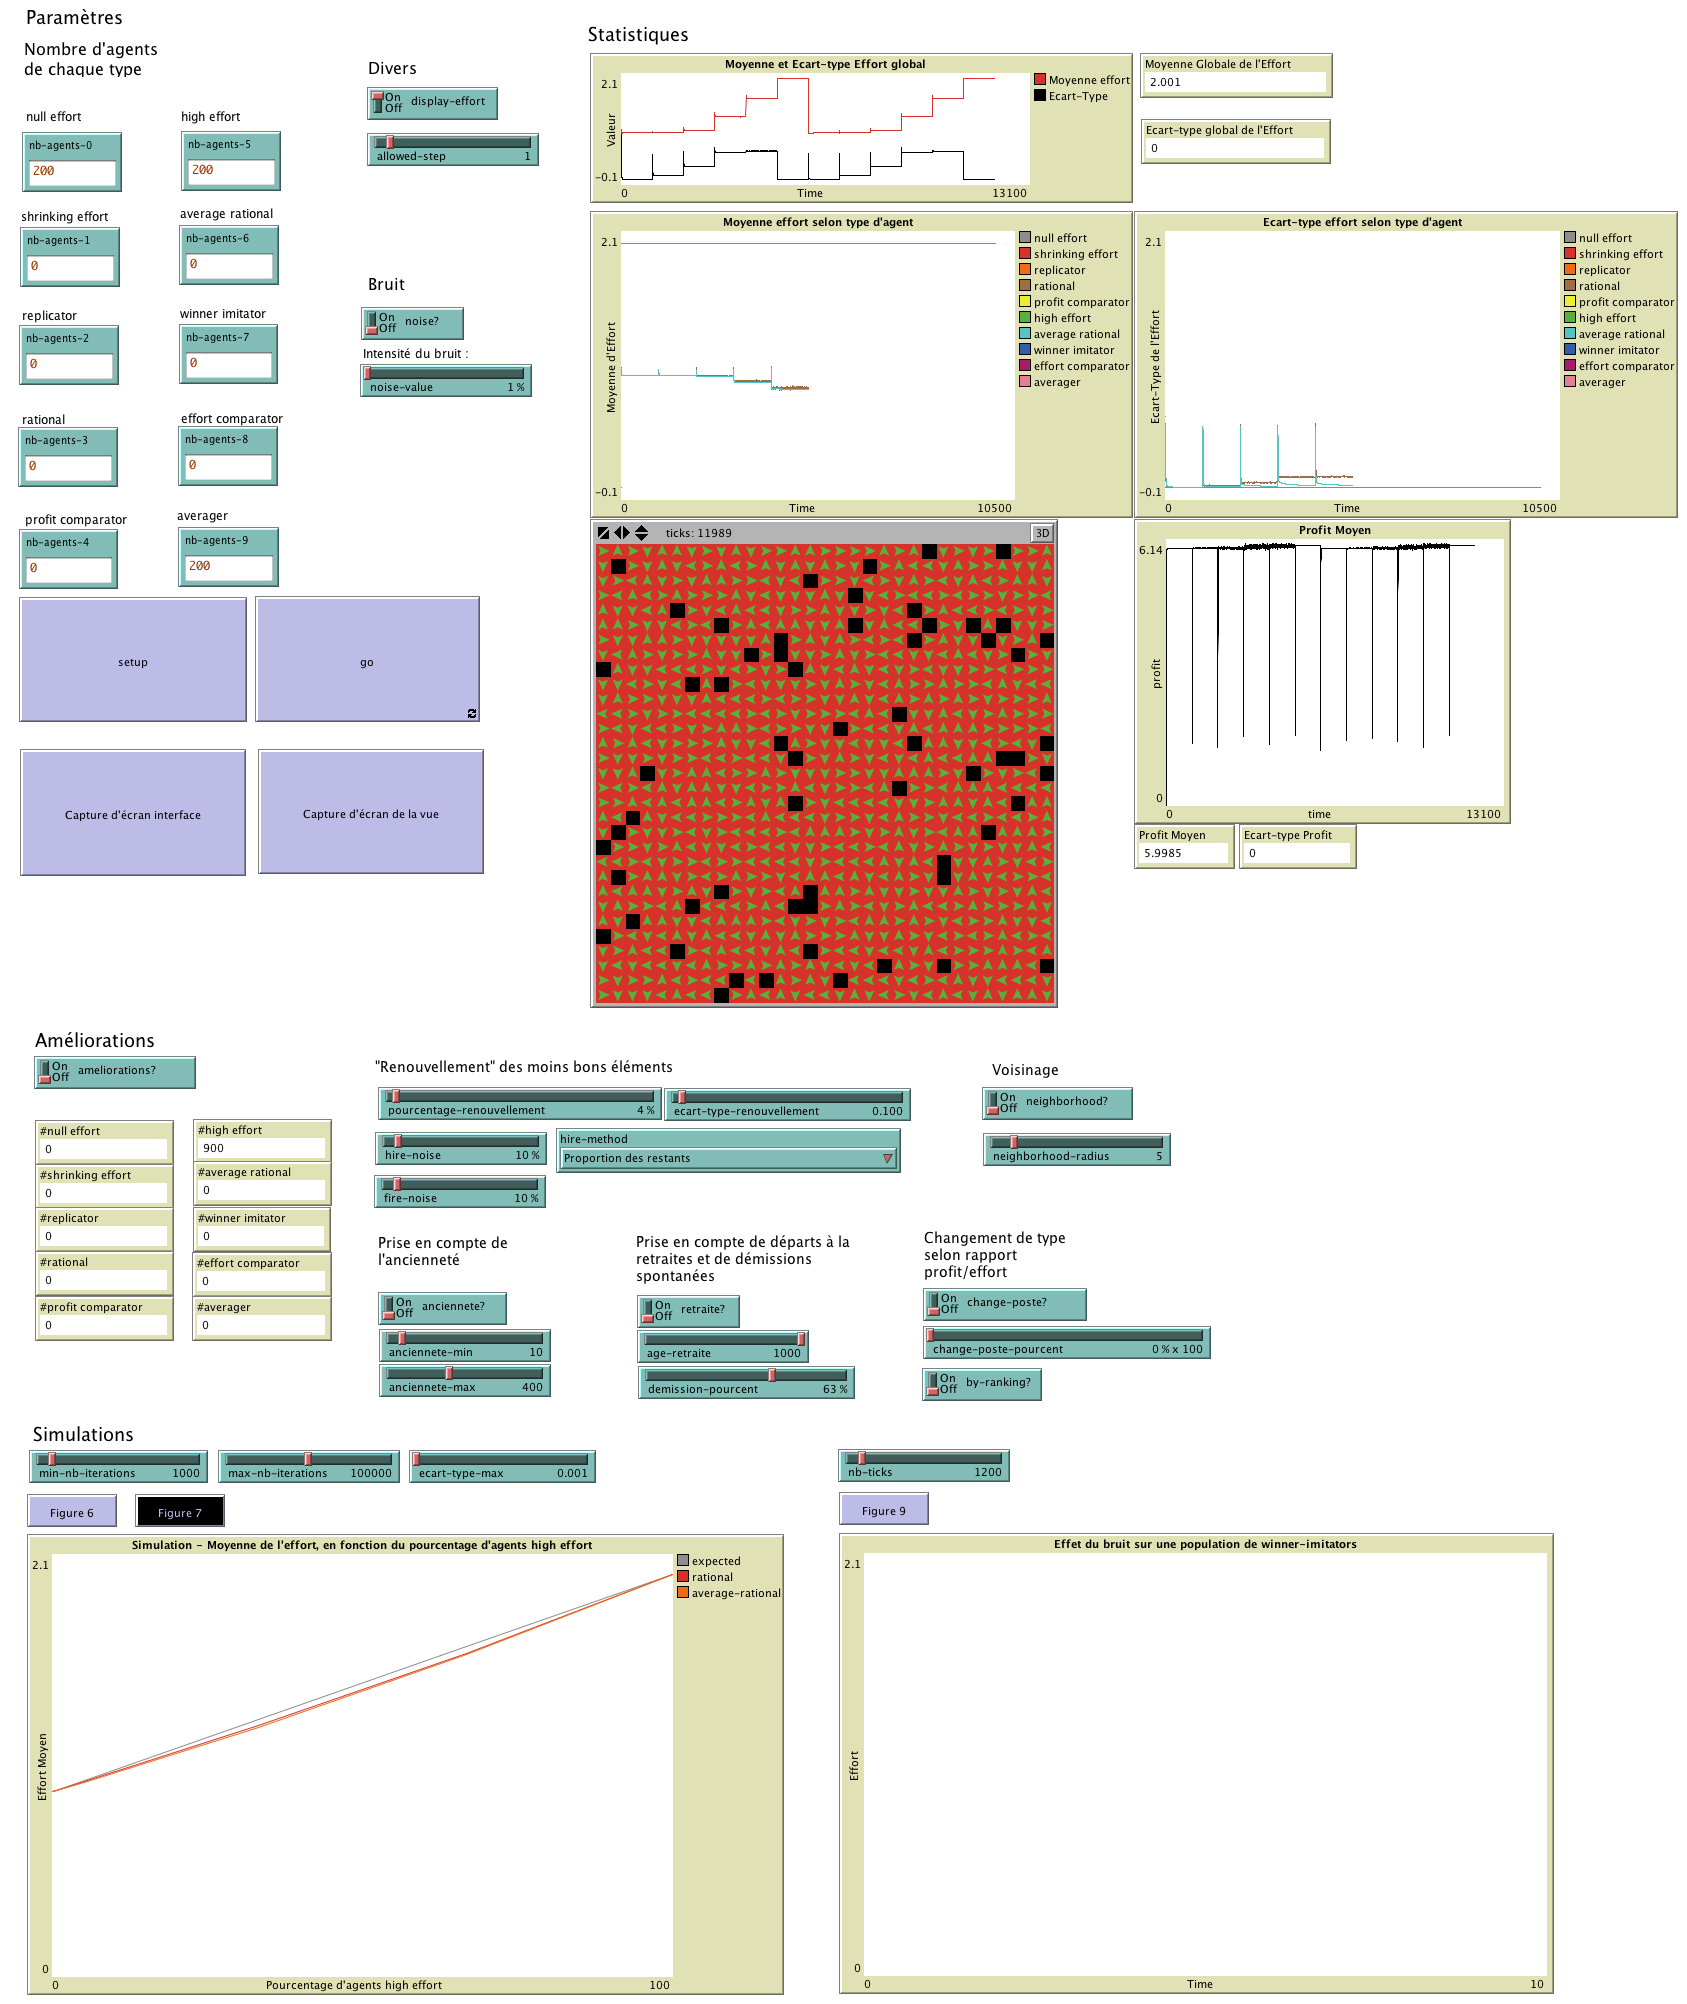 Paramètres
Nombre d'agents
de chaque type
null effort
high effort
nb-agents-0
200
nb-agents-5
200
shrinking effort
average rational
nb-agents-1
0
nb-agents-6
0
replicator
winner imitator
nb-agents-2
0
nb-agents-7
0
rational
effort comparator
nb-agents-3
0
nb-agents-8
0
profit comparator
averager
nb-agents-4
0
nb-agents-9
200
setup
go
Capture d'écran interface
Capture d'écran de la vue
Divers
On
Off
display-effort
allowed-step 1
Bruit
On
Off
noise?
Intensité du bruit :
noise-value 1 %
Statistiques
Moyenne et Ecart-type Effort global
2.1
Valeur
-0.1
0
Time
13100
Moyenne effort
Ecart-Type
Moyenne Globale de l'Effort
2.001
Ecart-type global de l'Effort
0
Moyenne effort selon type d'agent
2.1
Moyenne d'Effort
-0.1
0
Time
10500
null effort
shrinking effort
replicator
rational
profit comparator
high effort
average rational
winner imitator
effort comparator
averager
Ecart-type effort selon type d'agent
2.1
Ecart-Type de l'Effort
-0.1
0
Time
10500
null effort
shrinking effort
replicator
rational
profit comparator
high effort
average rational
winner imitator
effort comparator
averager
ticks: 11989
3D
Profit Moyen
6.14
profit
0
0
time
13100
Profit Moyen
5.9985
Ecart-type Profit
0
Améliorations
On
Off
ameliorations?
#null effort
0
#high effort
900
#shrinking effort
0
#average rational
0
#replicator
0
#winner imitator
0
#rational
0
#effort comparator
0
#profit comparator
0
#averager
0
"Renouvellement" des moins bons éléments
pourcentage-renouvellement 4 %
ecart-type-renouvellement 0.100
hire-noise 10 %
hire-method
Proportion des restants
fire-noise 10 %
Voisinage
On
Off
neighborhood?
neighborhood-radius 5
Prise en compte de
l'ancienneté
On
Off
anciennete?
anciennete-min 10
anciennete-max 400
Prise en compte de départs à la
retraites et de démissions
spontanées
On
Off
retraite?
age-retraite 1000
demission-pourcent 63 %
Changement de type
selon rapport
profit/effort
On
Off
change-poste?
change-poste-pourcent 0 % x 100
On
Off
by-ranking?
Simulations
min-nb-iterations 1000
max-nb-iterations 100000
ecart-type-max 0.001
nb-ticks 1200
Figure 6
Figure 7
Figure 9
Simulation - Moyenne de l'effort, en fonction du pourcentage d'agents high effort
2.1
Effort Moyen
0
0
Pourcentage d'agents high effort
100
expected
rational
average-rational
Effet du bruit sur une population de winner-imitators
2.1
Effort
0
0
Time
10